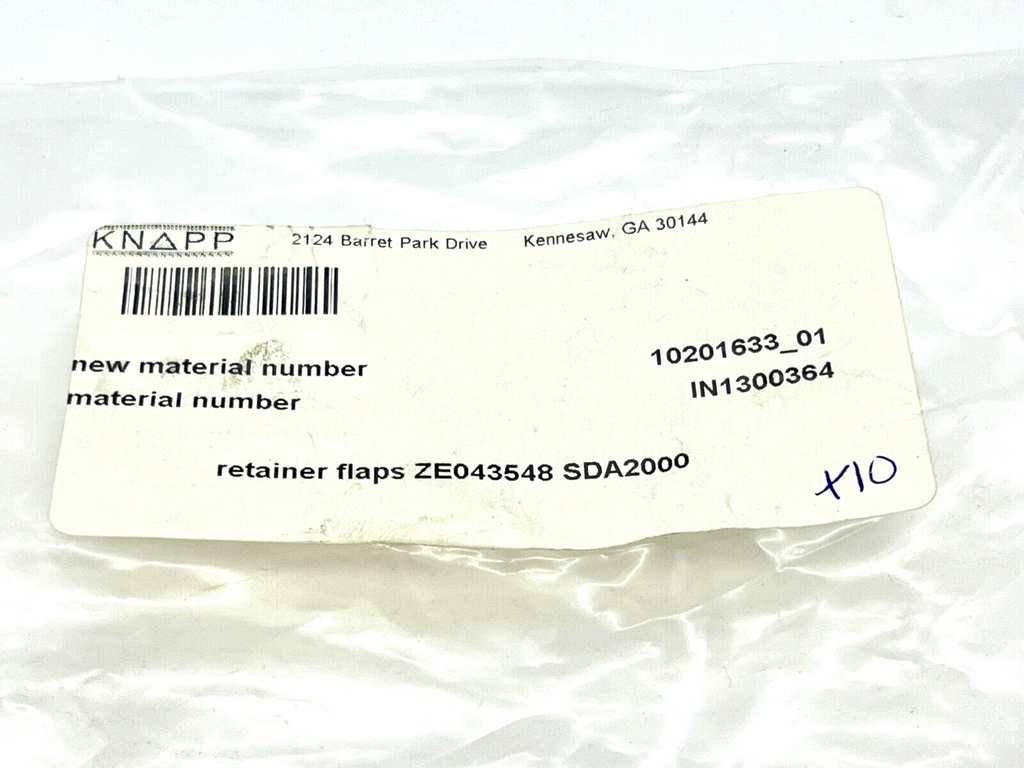 KNAPP 2124 Barret Park Drive Kennesaw, GA 30144
new material number 10201633_01
material number IN1300364
retainer flaps ZE043548 SDA2000
x10